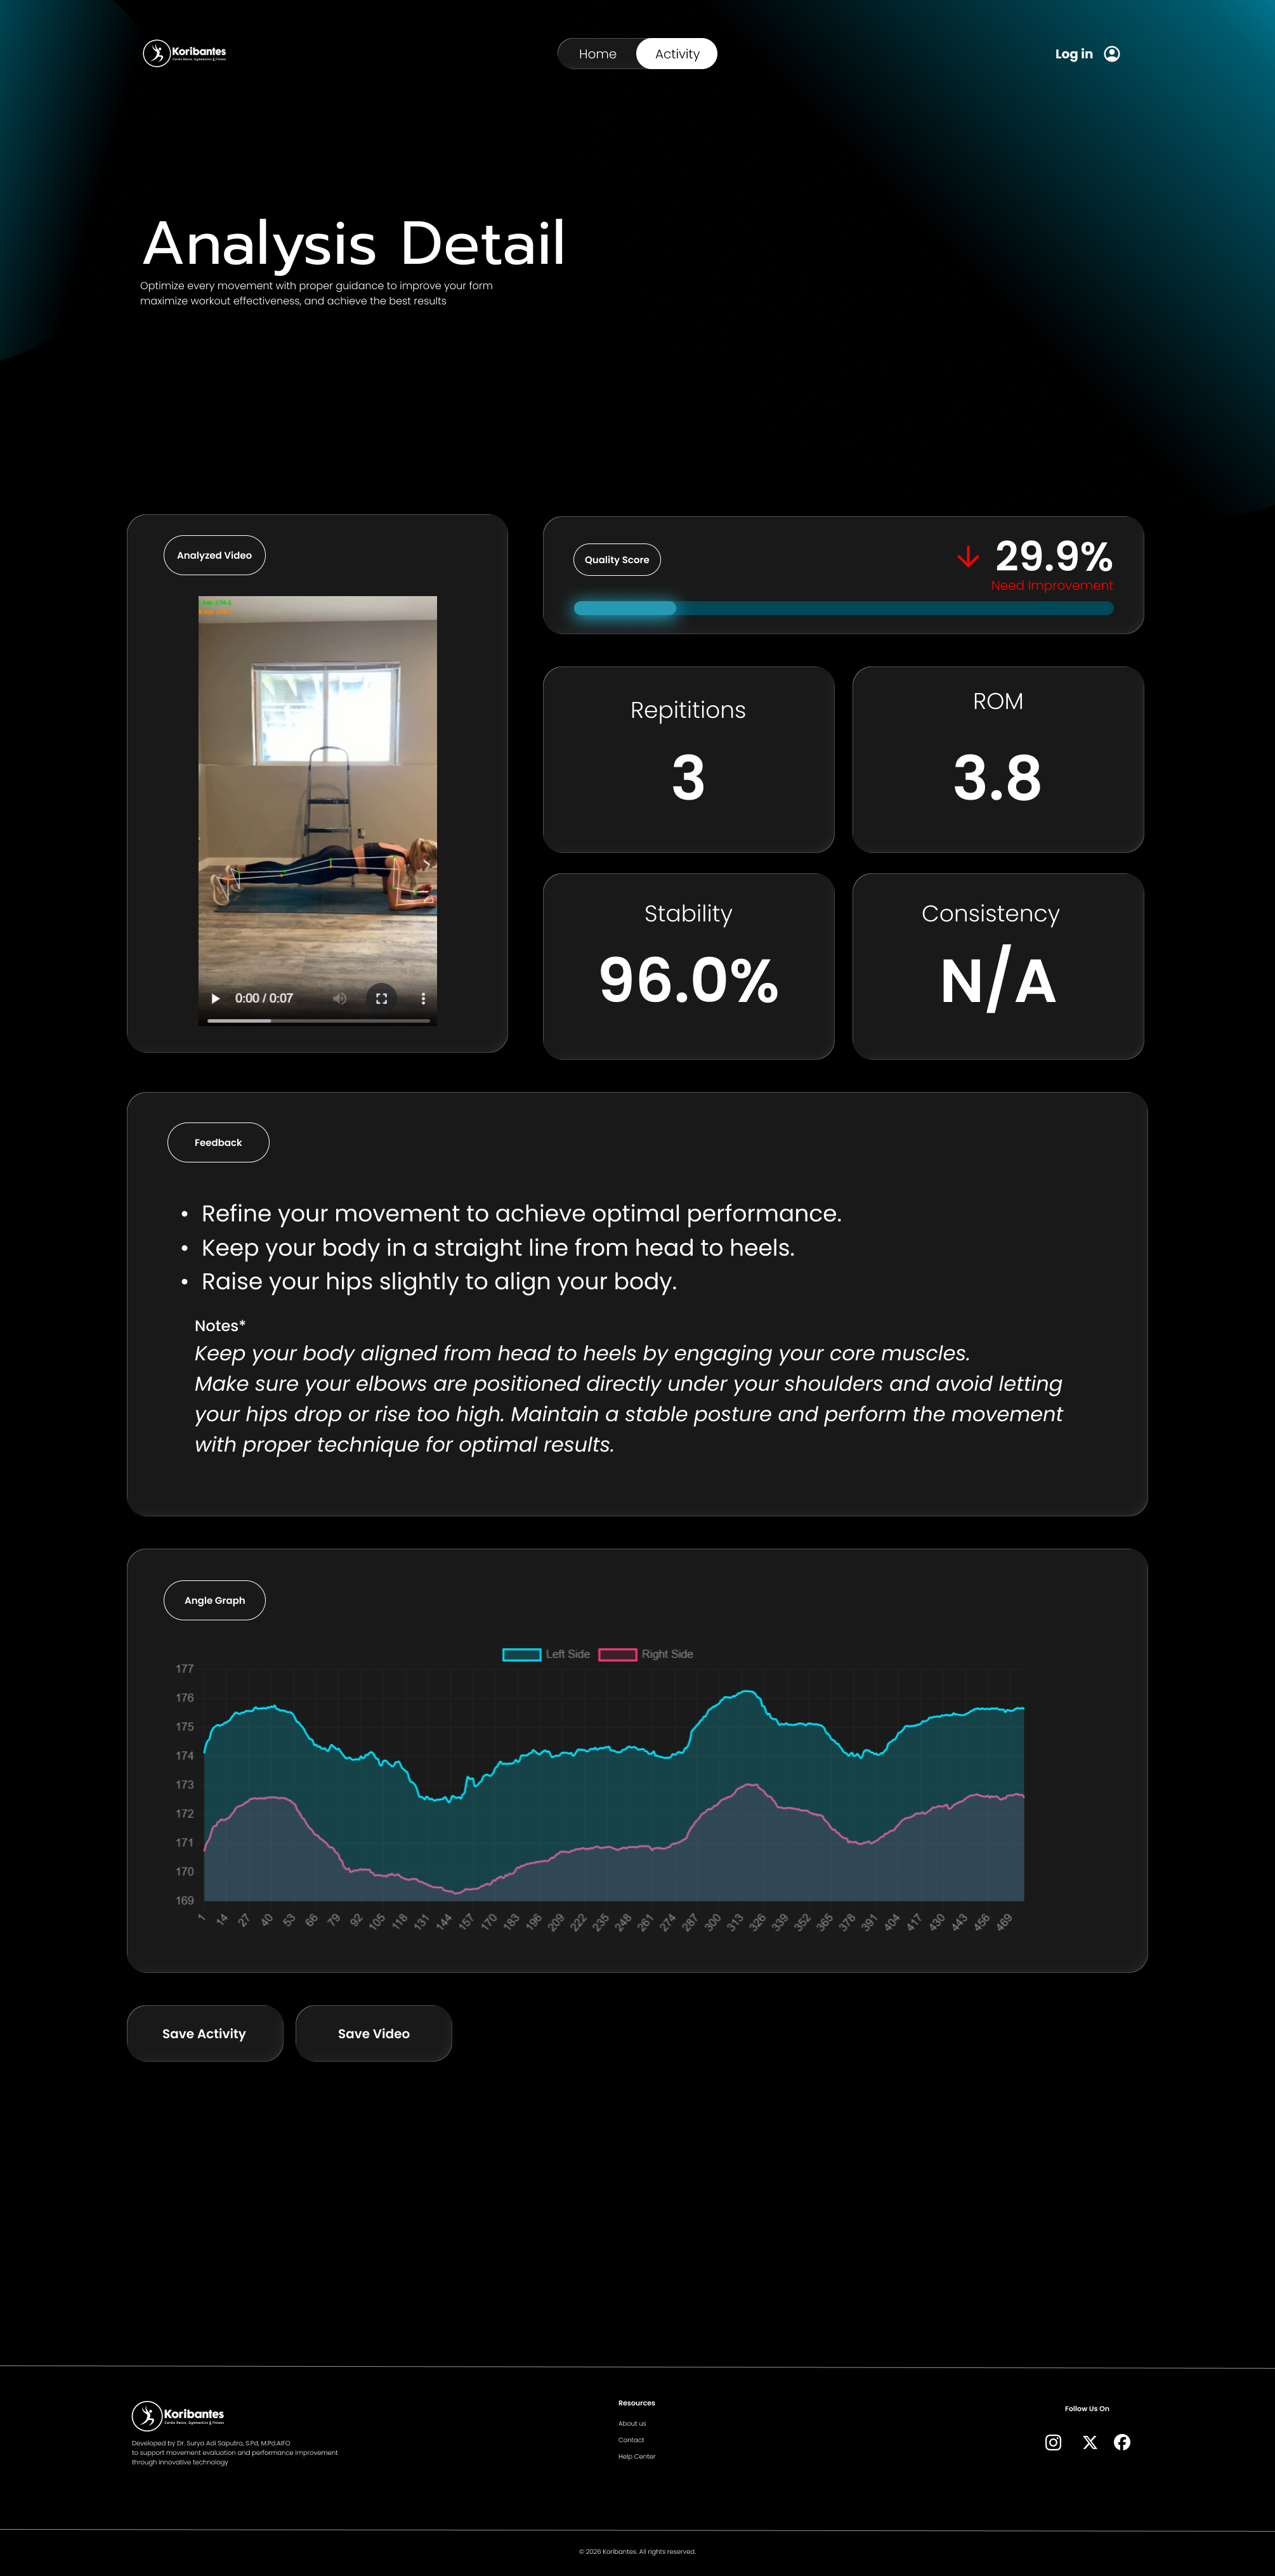 Koribantes
Cardio Dance, Gymnastics & Fitness
Home
Activity
Log in
Analysis Detail
Optimize every movement with proper guidance to improve your form
maximize workout effectiveness, and achieve the best results
Analyzed Video
0:00 / 0:07
Quality Score
29.9%
Need Improvement
Repititions
3
ROM
3.8
Stability
96.0%
Consistency
N/A
Feedback
• Refine your movement to achieve optimal performance.
• Keep your body in a straight line from head to heels.
• Raise your hips slightly to align your body.
Notes*
Keep your body aligned from head to heels by engaging your core muscles.
Make sure your elbows are positioned directly under your shoulders and avoid letting
your hips drop or rise too high. Maintain a stable posture and perform the movement
with proper technique for optimal results.
Angle Graph
Left Side
Right Side
177
176
175
174
173
172
171
170
169
1 14 27 40 53 66 79 92 105 118 131 144 157 170 183 196 209 222 235 248 261 274 287 300 313 326 339 352 365 378 391 404 417 430 443 456 469
Save Activity
Save Video
Koribantes
Cardio Dance, Gymnastics & Fitness
Developed by Dr. Surya Adi Saputra, S.Pd, M.Pd.AIFO
to support movement evaluation and performance improvement
through innovative technology
Resources
About us
Contact
Help Center
Follow Us On
© 2026 Koribantes. All rights reserved.